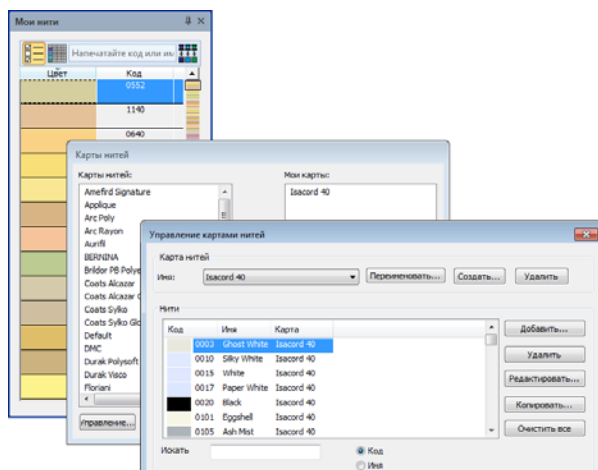 Мои нити
Напечатайте код или им
Цвет Код
0552
1140
0640
Карты нитей
Карты нитей: Мои карты:
Amefird Signature Isacord 40
Applique
Arc Poly
Arc Rayon
Aurifil
BERNINA
Brildor PB Polye
Coats Alcazar
Coats Alcazar C
Coats Sylko
Coats Sylko Glo
Default
DMC
Durak Polysoft
Durak Visco
Floriani
Управление...
Управление картами нитей
Карта нитей
Имя: Isacord 40 Переименовать... Создать... Удалить
Нити
Код Имя Карта Добавить...
0003 Ghost White Isacord 40
0010 Silky White Isacord 40 Удалить
0015 White Isacord 40
0017 Paper White Isacord 40 Редактировать...
0020 Black Isacord 40 Копировать...
0101 Eggshell Isacord 40
0105 Ash Mist Isacord 40 Очистить все
Искать Код
Имя